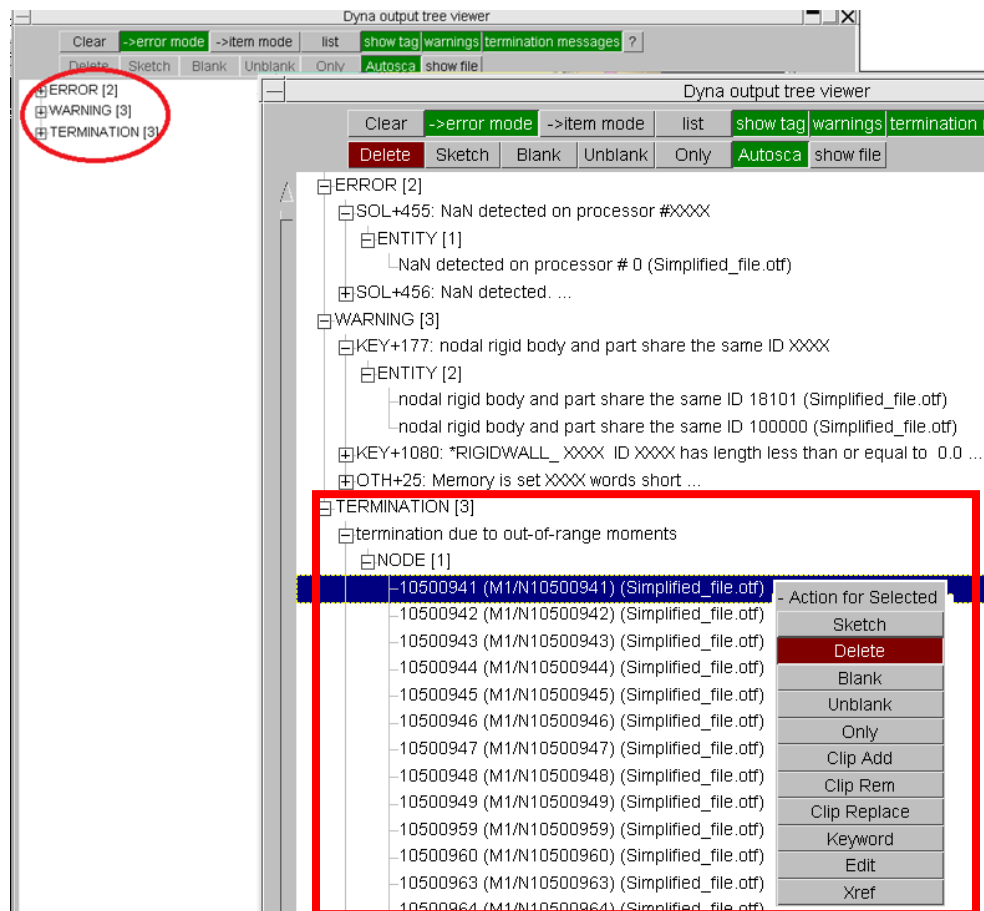 Dyna output tree viewer
Clear ->error mode ->item mode list show tag warnings termination messages ?
Delete Sketch Blank Unblank Only Autosca show file
ERROR [2]
WARNING [3]
TERMINATION [3]
Dyna output tree viewer
Clear ->error mode ->item mode list show tag warnings termination
Delete Sketch Blank Unblank Only Autosca show file
ERROR [2]
SOL+455: NaN detected on processor #XXXX
ENTITY [1]
NaN detected on processor # 0 (Simplified_file.otf)
SOL+456: NaN detected. ...
WARNING [3]
KEY+177: nodal rigid body and part share the same ID XXXX
ENTITY [2]
nodal rigid body and part share the same ID 18101 (Simplified_file.otf)
nodal rigid body and part share the same ID 100000 (Simplified_file.otf)
KEY+1080: *RIGIDWALL_ XXXX ID XXXX has length less than or equal to 0.0 ...
OTH+25: Memory is set XXXX words short ...
TERMINATION [3]
termination due to out-of-range moments
NODE [1]
10500941 (M1/N10500941) (Simplified_file.otf)
10500942 (M1/N10500942) (Simplified_file.otf)
10500943 (M1/N10500943) (Simplified_file.otf)
10500944 (M1/N10500944) (Simplified_file.otf)
10500945 (M1/N10500945) (Simplified_file.otf)
10500946 (M1/N10500946) (Simplified_file.otf)
10500947 (M1/N10500947) (Simplified_file.otf)
10500948 (M1/N10500948) (Simplified_file.otf)
10500949 (M1/N10500949) (Simplified_file.otf)
10500959 (M1/N10500959) (Simplified_file.otf)
10500960 (M1/N10500960) (Simplified_file.otf)
10500963 (M1/N10500963) (Simplified_file.otf)
10500964 (M1/N10500964) (Simplified_file.otf)
- Action for Selected
Sketch
Delete
Blank
Unblank
Only
Clip Add
Clip Rem
Clip Replace
Keyword
Edit
Xref